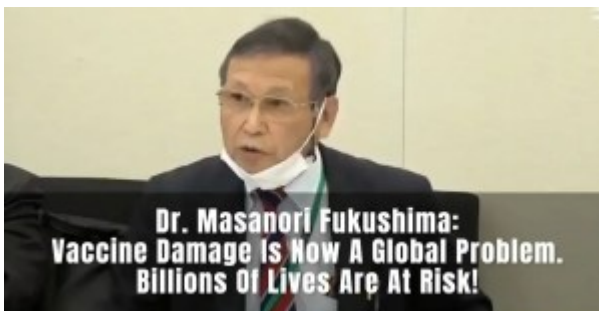 Dr. Masanori Fukushima:
Vaccine Damage Is Now A Global Problem.
Billions Of Lives Are At Risk!